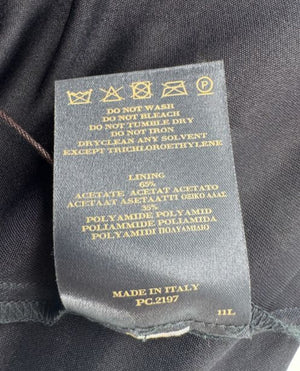 DO NOT WASH
DO NOT BLEACH
DO NOT TUMBLE DRY
DO NOT IRON
DRYCLEAN ANY SOLVENT
EXCEPT TRICHLOROETHYLENE
LINING
65%
ACETATE ACETAT ACETATO
ACETAAT ASETAATTI ΟΞΙΚΟ ΑΛΑΣ
35%
POLYAMIDE POLYAMID
POLIAMMIDE POLIAMIDA
POLYAMIDI ΠΟΛΥΑΜΙΔΙΟ
MADE IN ITALY
PC.2197
11L